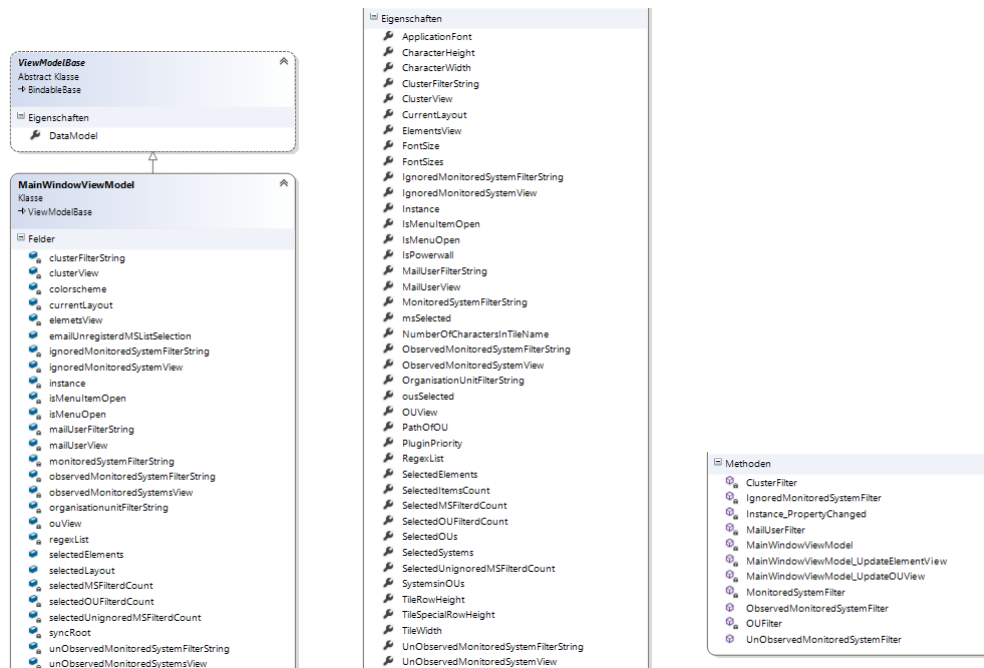 ViewModelBase
Abstract Klasse
BindableBase
Eigenschaften
DataModel
MainWindowViewModel
Klasse
ViewModelBase
Felder
clusterFilterString
clusterView
colorscheme
currentLayout
elemetsView
emailUnregisterdMSListSelection
ignoredMonitoredSystemFilterString
ignoredMonitoredSystemView
instance
isMenuItemOpen
isMenuOpen
mailUserFilterString
mailUserView
monitoredSystemFilterString
observedMonitoredSystemFilterString
observedMonitoredSystemsView
organisationunitFilterString
ouView
regexList
selectedElements
selectedLayout
selectedMSFilterdCount
selectedOUFilterdCount
selectedUnignoredMSFilterdCount
syncRoot
unObservedMonitoredSystemFilterString
unObservedMonitoredSystemsView
Eigenschaften
ApplicationFont
CharacterHeight
CharacterWidth
ClusterFilterString
ClusterView
CurrentLayout
ElementsView
FontSize
FontSizes
IgnoredMonitoredSystemFilterString
IgnoredMonitoredSystemView
Instance
IsMenuItemOpen
IsMenuOpen
IsPowerwall
MailUserFilterString
MailUserView
MonitoredSystemFilterString
msSelected
NumberOfCharactersInTileName
ObservedMonitoredSystemFilterString
ObservedMonitoredSystemView
OrganisationUnitFilterString
ousSelected
OUView
PathOfOU
PluginPriority
RegexList
SelectedElements
SelectedItemsCount
SelectedMSFilterdCount
SelectedOUFilterdCount
SelectedOUs
SelectedSystems
SelectedUnignoredMSFilterdCount
SystemsinOUs
TileRowHeight
TileSpecialRowHeight
TileWidth
UnObservedMonitoredSystemFilterString
UnObservedMonitoredSystemView
Methoden
ClusterFilter
IgnoredMonitoredSystemFilter
Instance_PropertyChanged
MailUserFilter
MainWindowViewModel
MainWindowViewModel_UpdateElementView
MainWindowViewModel_UpdateOUView
MonitoredSystemFilter
ObservedMonitoredSystemFilter
OUFilter
UnObservedMonitoredSystemFilter